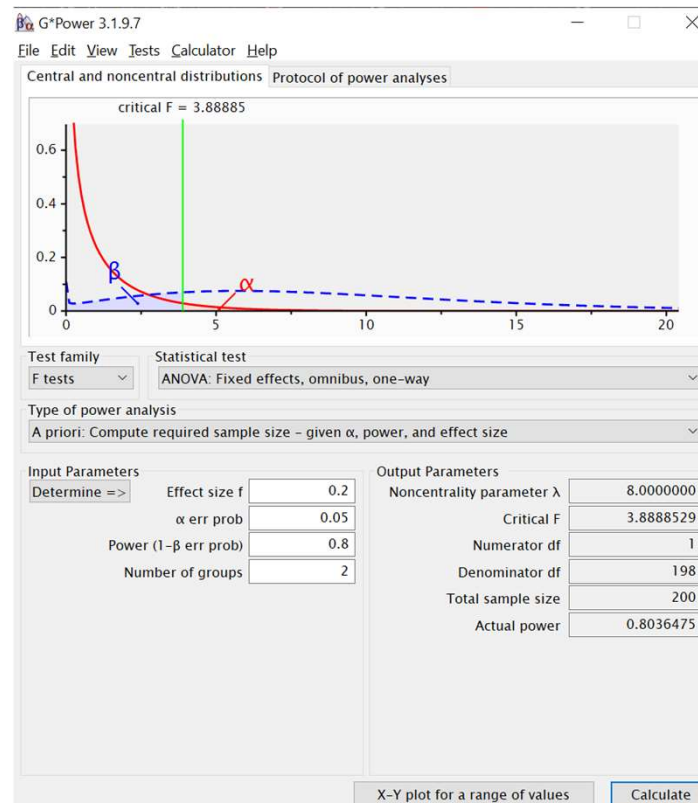 βα G*Power 3.1.9.7
File Edit View Tests Calculator Help
Central and noncentral distributions Protocol of power analyses
critical F = 3.88885
0.6
0.4
0.2
0
β
α
0 5 10 15 20
Test family Statistical test
F tests ANOVA: Fixed effects, omnibus, one-way
Type of power analysis
A priori: Compute required sample size – given α, power, and effect size
Input Parameters Output Parameters
Determine => Effect size f 0.2 Noncentrality parameter λ 8.0000000
α err prob 0.05 Critical F 3.8888529
Power (1-β err prob) 0.8 Numerator df 1
Number of groups 2 Denominator df 198
Total sample size 200
Actual power 0.8036475
X-Y plot for a range of values Calculate